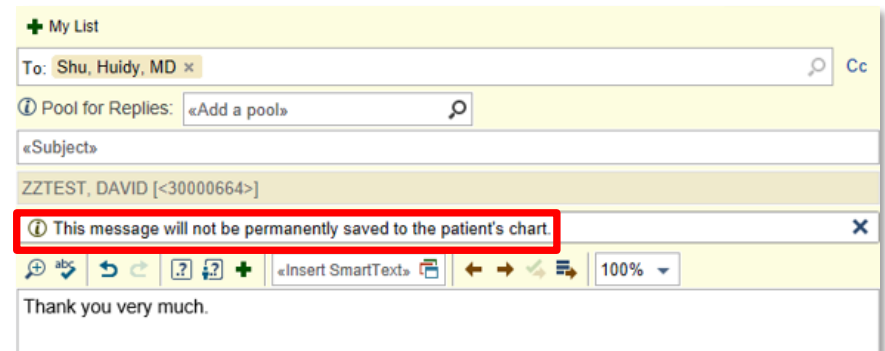 My List
To: Shu, Huidy, MD × Cc
Pool for Replies: «Add a pool»
«Subject»
ZZTEST, DAVID [<30000664>]
This message will not be permanently saved to the patient's chart.
abc «Insert SmartText» 100%
Thank you very much.